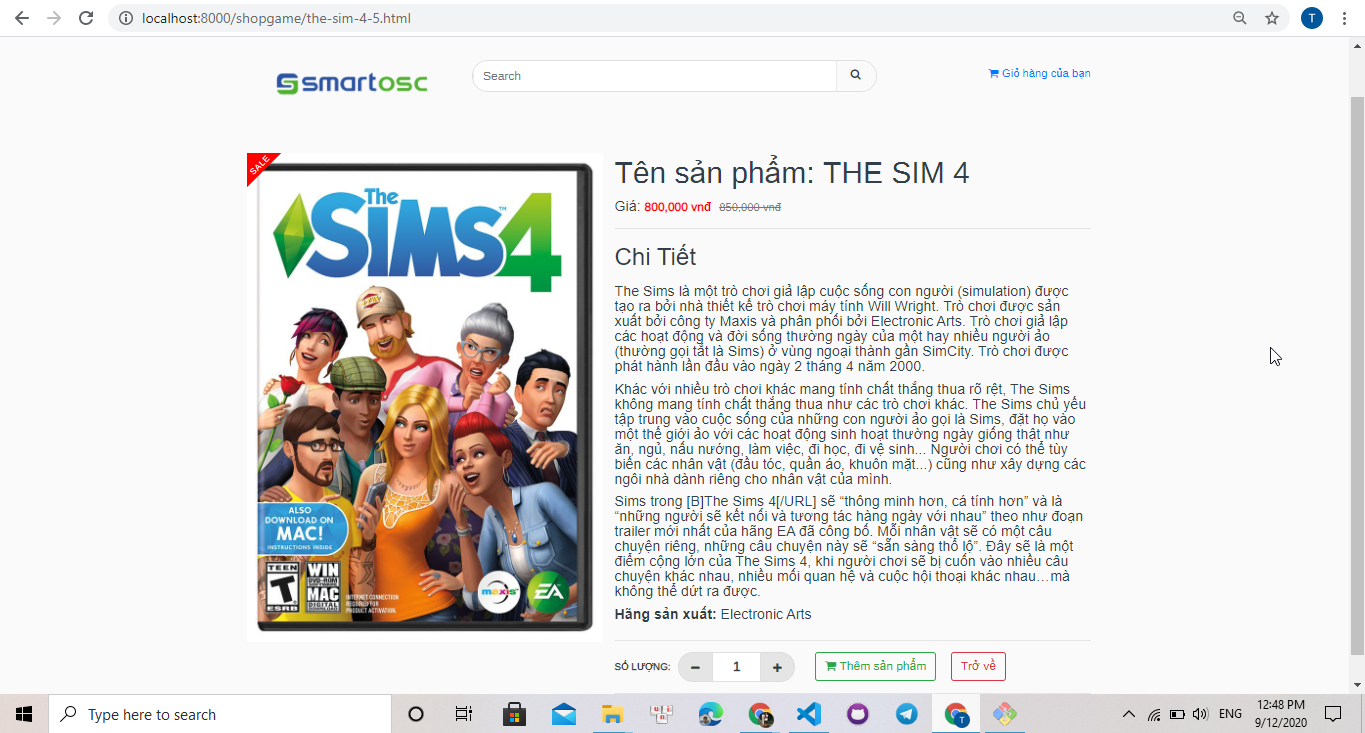 localhost:8000/shopgame/the-sim-4-5.html
T
smartosc
Search
Giỏ hàng của bạn
SALE
The
SIMS 4
TM
ALSO
DOWNLOAD ON
MAC!
INSTRUCTIONS INSIDE
TEEN
T
ESRB
WIN
DVD-ROM
MAC
DIGITAL
INTERNET CONNECTION
REQUIRED FOR
PRODUCT ACTIVATION.
maxis
EA
Tên sản phẩm: THE SIM 4
Giá: 800,000 vnđ 850,000 vnđ
Chi Tiết
The Sims là một trò chơi giả lập cuộc sống con người (simulation) được
tạo ra bởi nhà thiết kế trò chơi máy tính Will Wright. Trò chơi được sản
xuất bởi công ty Maxis và phân phối bởi Electronic Arts. Trò chơi giả lập
các hoạt động và đời sống thường ngày của một hay nhiều người ảo
(thường gọi tắt là Sims) ở vùng ngoại thành gần SimCity. Trò chơi được
phát hành lần đầu vào ngày 2 tháng 4 năm 2000.
Khác với nhiều trò chơi khác mang tính chất thắng thua rõ rệt, The Sims
không mang tính chất thắng thua như các trò chơi khác. The Sims chủ yếu
tập trung vào cuộc sống của những con người ảo gọi là Sims, đặt họ vào
một thế giới ảo với các hoạt động sinh hoạt thường ngày giống thật như
ăn, ngủ, nấu nướng, làm việc, đi học, đi vệ sinh... Người chơi có thể tùy
biến các nhân vật (đầu tóc, quần áo, khuôn mặt...) cũng như xây dựng các
ngôi nhà dành riêng cho nhân vật của mình.
Sims trong [B]The Sims 4[/URL] sẽ “thông minh hơn, cá tính hơn” và là
“những người sẽ kết nối và tương tác hàng ngày với nhau” theo như đoạn
trailer mới nhất của hãng EA đã công bố. Mỗi nhân vật sẽ có một câu
chuyện riêng, những câu chuyện này sẽ “sẵn sàng thổ lộ”. Đây sẽ là một
điểm cộng lớn của The Sims 4, khi người chơi sẽ bị cuốn vào nhiều câu
chuyện khác nhau, nhiều mối quan hệ và cuộc hội thoại khác nhau…mà
không thể dứt ra được.
Hãng sản xuất: Electronic Arts
SỐ LƯỢNG: − 1 + Thêm sản phẩm Trở về
Type here to search
ENG
12:48 PM
9/12/2020